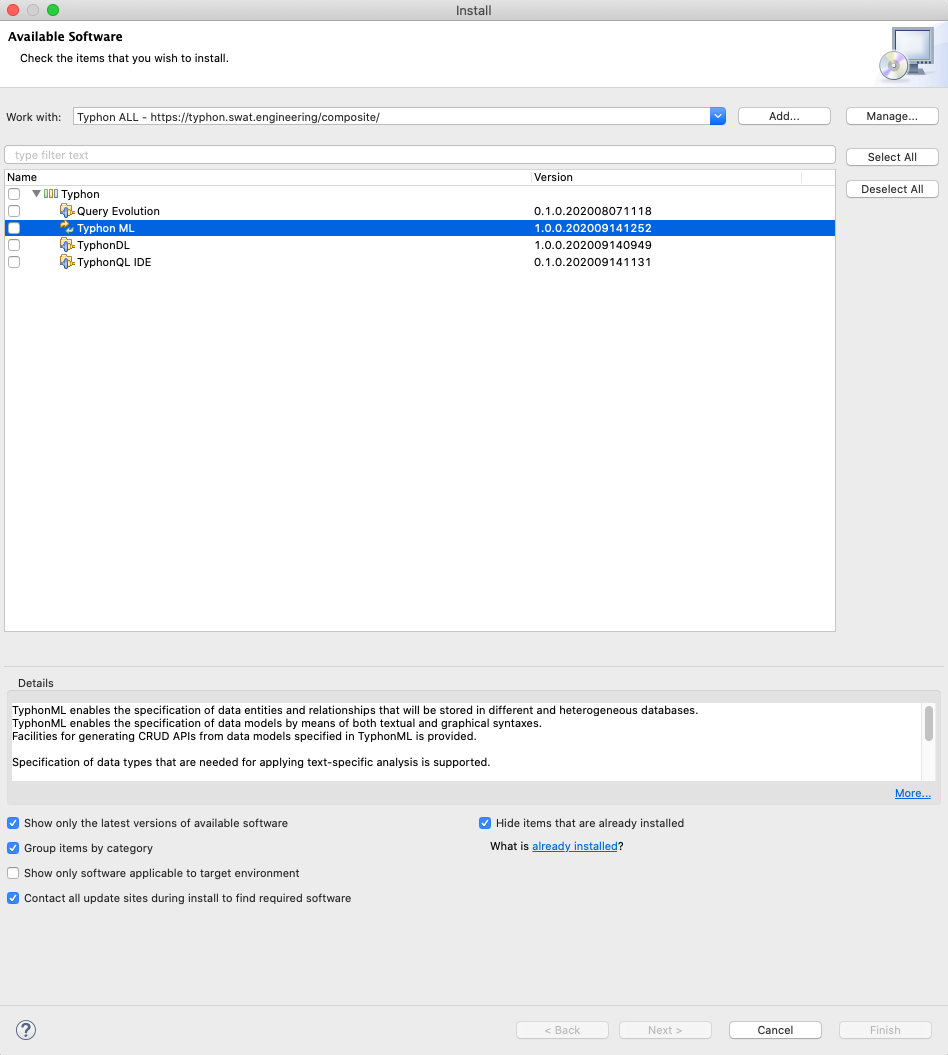 Install
Available Software
Check the items that you wish to install.
Work with: Typhon ALL - https://typhon.swat.engineering/composite/ Add... Manage...
type filter text Select All
Name Version
Deselect All
Typhon
Query Evolution 0.1.0.202008071118
Typhon ML 1.0.0.202009141252
TyphonDL 1.0.0.202009140949
TyphonQL IDE 0.1.0.202009141131
Details
TyphonML enables the specification of data entities and relationships that will be stored in different and heterogeneous databases.
TyphonML enables the specification of data models by means of both textual and graphical syntaxes.
Facilities for generating CRUD APIs from data models specified in TyphonML is provided.
Specification of data types that are needed for applying text-specific analysis is supported.
More...
Show only the latest versions of available software Hide items that are already installed
Group items by category What is already installed?
Show only software applicable to target environment
Contact all update sites during install to find required software
? < Back Next > Cancel Finish